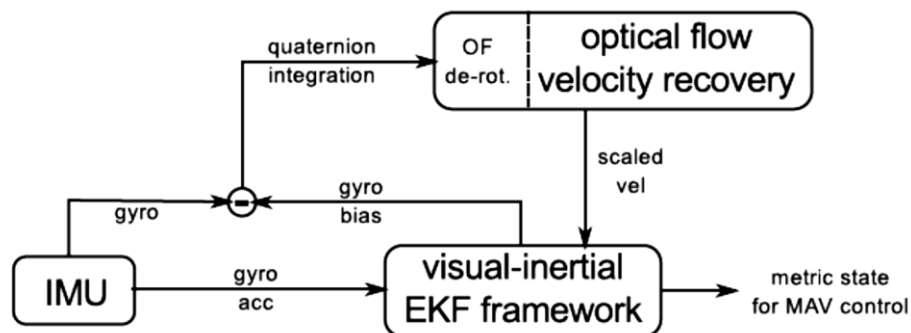 quaternion
integration
OF
de-rot.
optical flow
velocity recovery
scaled
vel
gyro
-
gyro
bias
IMU
gyro
acc
visual-inertial
EKF framework
metric state
for MAV control